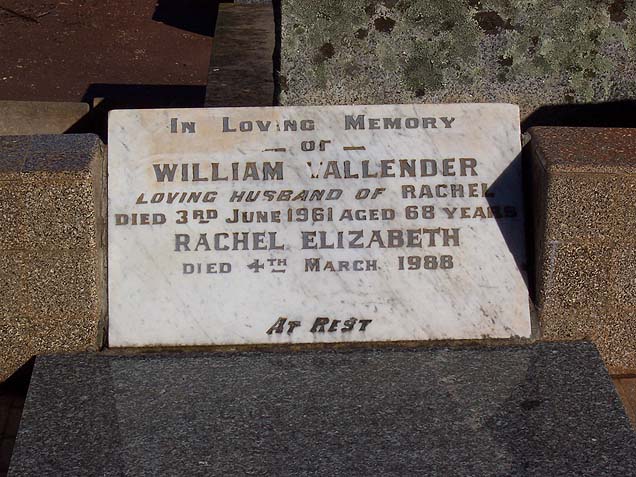 In Loving Memory
— of —
WILLIAM VALLENDER
LOVING HUSBAND OF RACHEL
DIED 3RD JUNE 1961 AGED 68 YEARS
RACHEL ELIZABETH
DIED 4TH MARCH 1988
AT REST